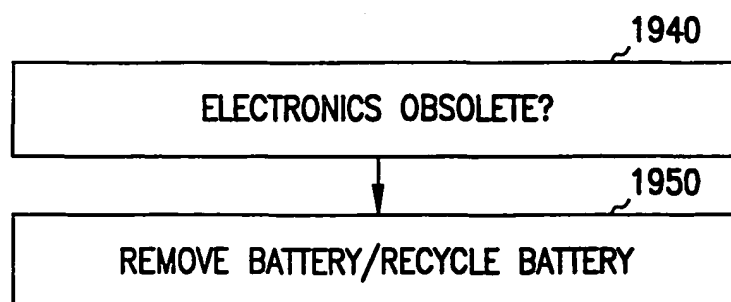 1940
ELECTRONICS OBSOLETE?
1950
REMOVE BATTERY/RECYCLE BATTERY